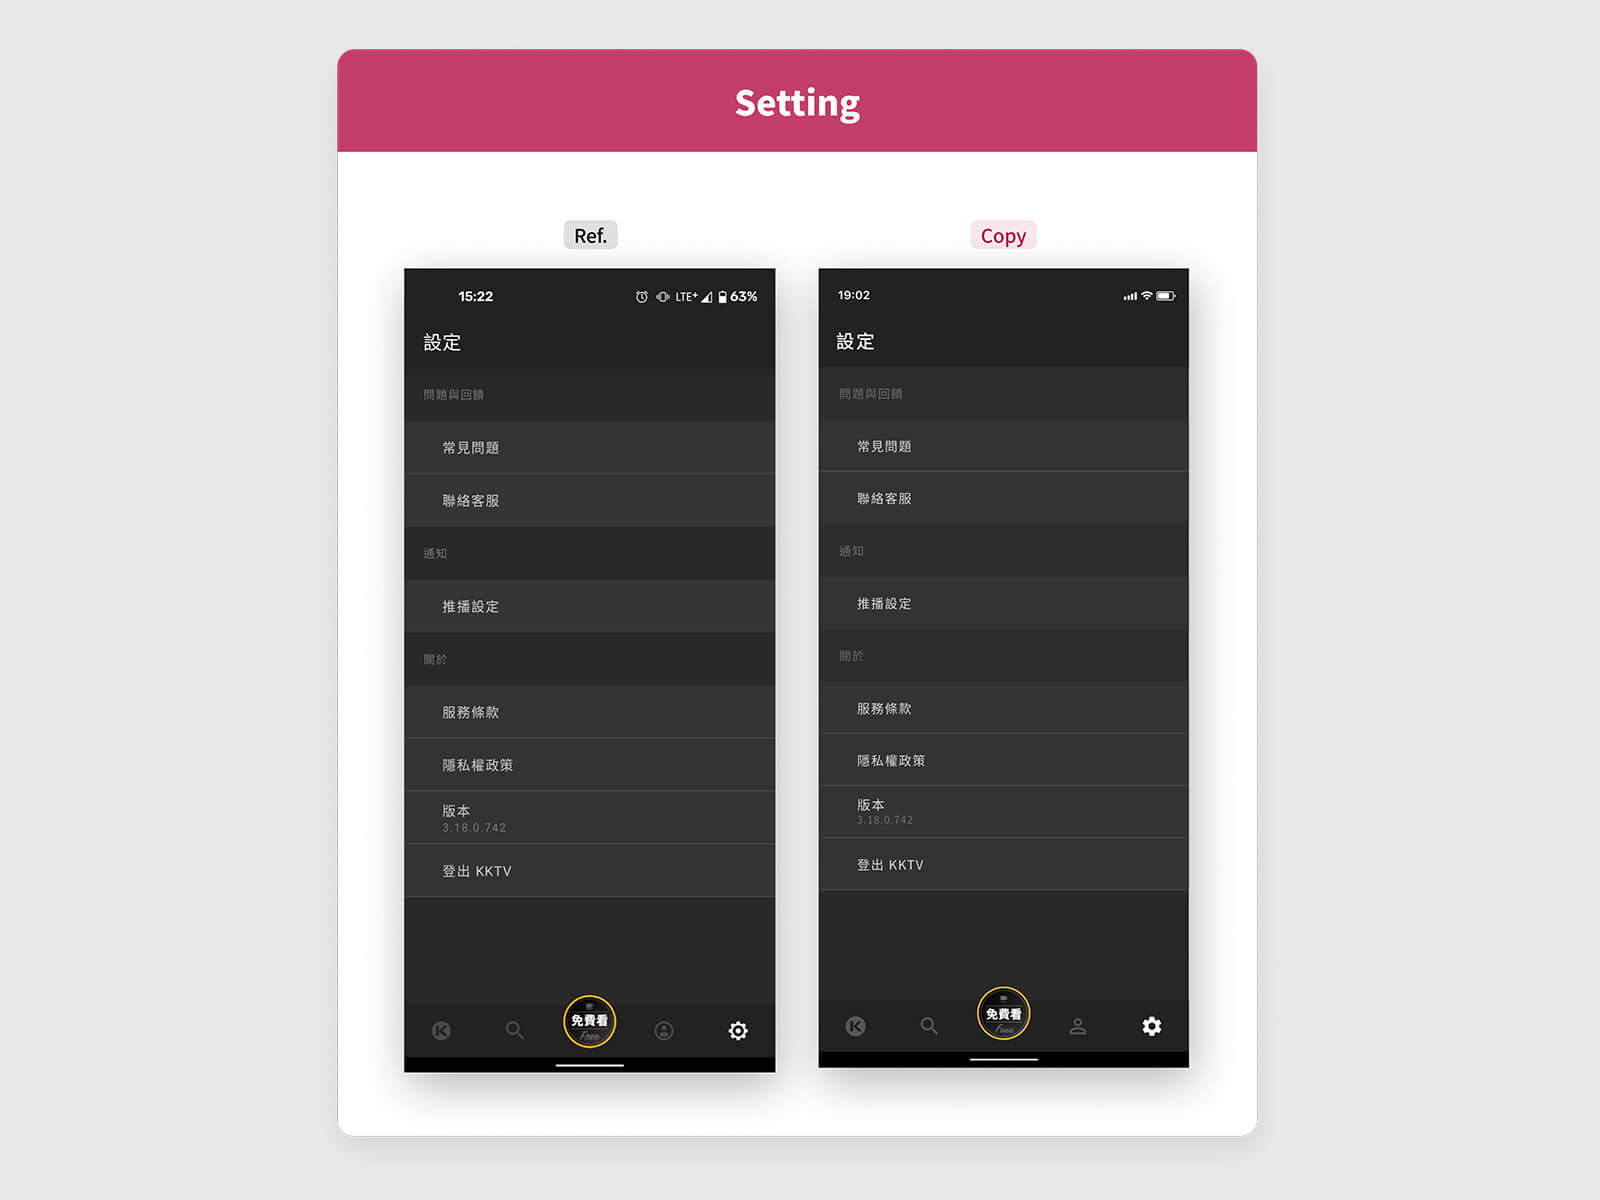 Setting
Ref.
15:22 LTE+ 63%
設定
問題與回饋
常見問題
聯絡客服
通知
推播設定
關於
服務條款
隱私權政策
版本
3.18.0.742
登出 KKTV
免費看
Free
Copy
19:02
設定
問題與回饋
常見問題
聯絡客服
通知
推播設定
關於
服務條款
隱私權政策
版本
3.18.0.742
登出 KKTV
免費看
Free